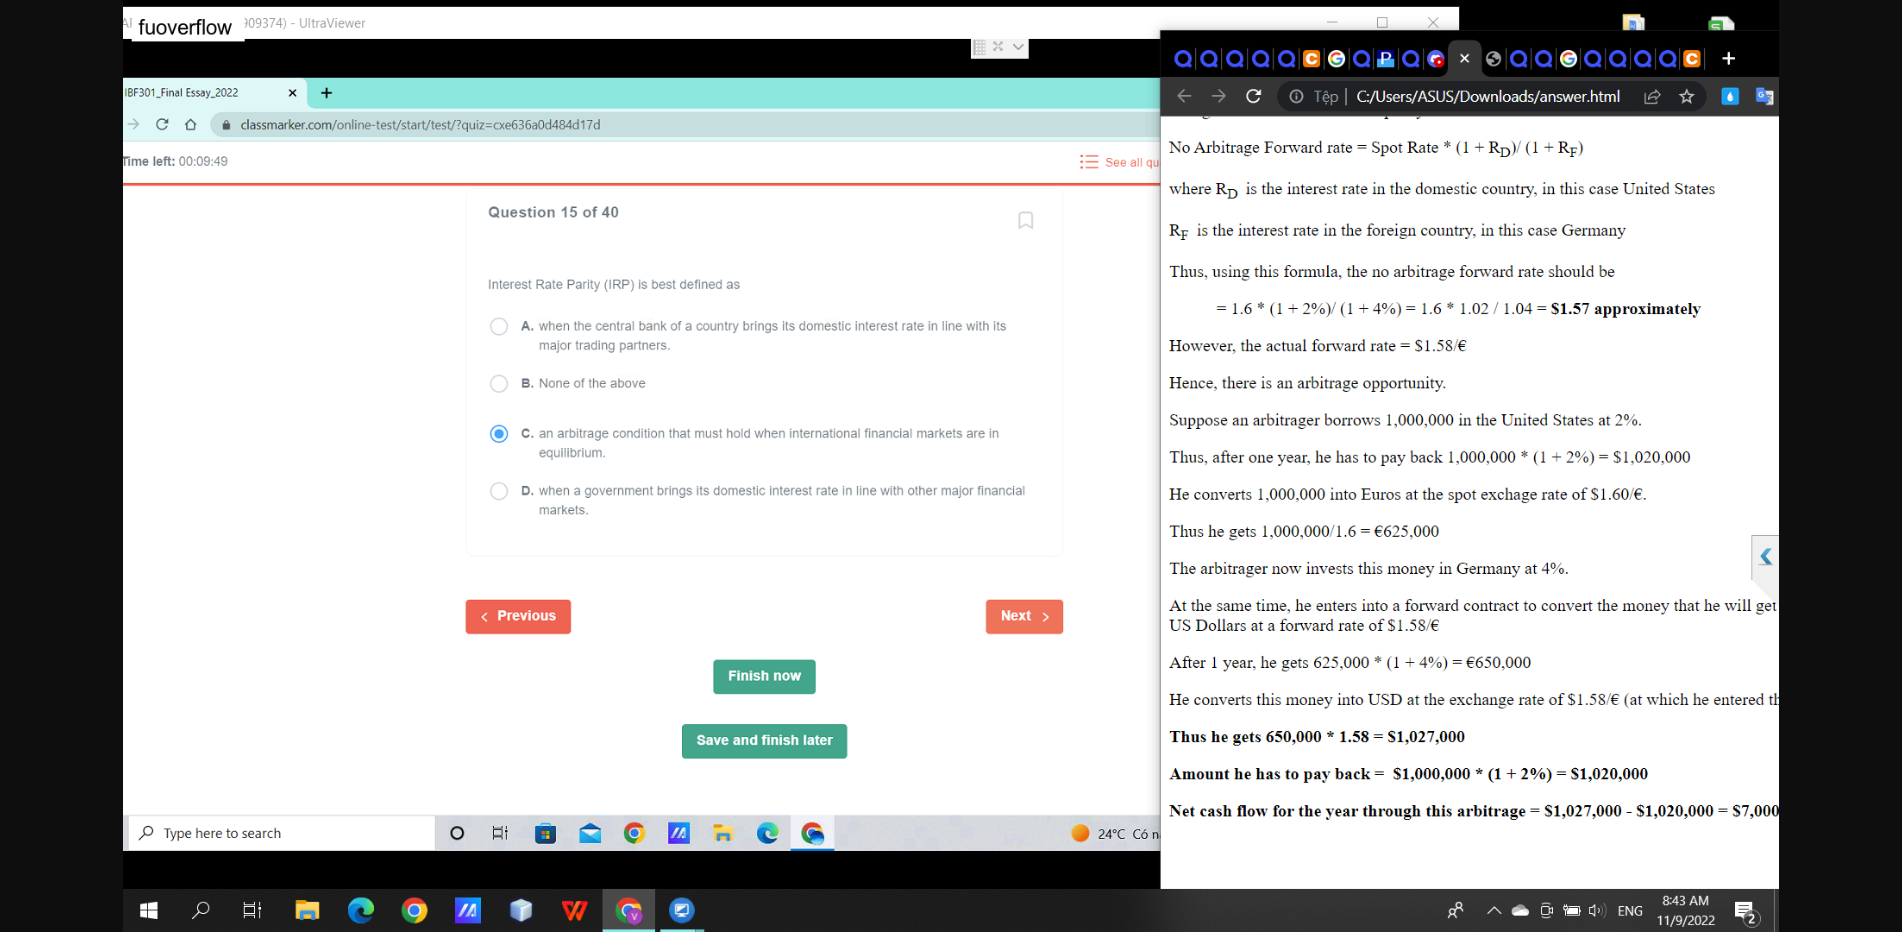 fuoverflow
909374) - UltraViewer
IBF301_Final Essay_2022
classmarker.com/online-test/start/test/?quiz=cxe636a0d484d17d
Time left: 00:09:49
See all qu
Question 15 of 40
Interest Rate Parity (IRP) is best defined as
A. when the central bank of a country brings its domestic interest rate in line with its
major trading partners.
B. None of the above
C. an arbitrage condition that must hold when international financial markets are in
equilibrium.
D. when a government brings its domestic interest rate in line with other major financial
markets.
Previous
Next
Finish now
Save and finish later
Type here to search
24°C Có n
Tệp
C:/Users/ASUS/Downloads/answer.html
No Arbitrage Forward rate = Spot Rate * (1 + RD)/ (1 + RF)
where RD is the interest rate in the domestic country, in this case United States
RF is the interest rate in the foreign country, in this case Germany
Thus, using this formula, the no arbitrage forward rate should be
= 1.6 * (1 + 2%)/ (1 + 4%) = 1.6 * 1.02 / 1.04 = $1.57 approximately
However, the actual forward rate = $1.58/€
Hence, there is an arbitrage opportunity.
Suppose an arbitrager borrows 1,000,000 in the United States at 2%.
Thus, after one year, he has to pay back 1,000,000 * (1 + 2%) = $1,020,000
He converts 1,000,000 into Euros at the spot exchage rate of $1.60/€.
Thus he gets 1,000,000/1.6 = €625,000
The arbitrager now invests this money in Germany at 4%.
At the same time, he enters into a forward contract to convert the money that he will get
US Dollars at a forward rate of $1.58/€
After 1 year, he gets 625,000 * (1 + 4%) = €650,000
He converts this money into USD at the exchange rate of $1.58/€ (at which he entered th
Thus he gets 650,000 * 1.58 = $1,027,000
Amount he has to pay back = $1,000,000 * (1 + 2%) = $1,020,000
Net cash flow for the year through this arbitrage = $1,027,000 - $1,020,000 = $7,000
ENG
8:43 AM
11/9/2022
2